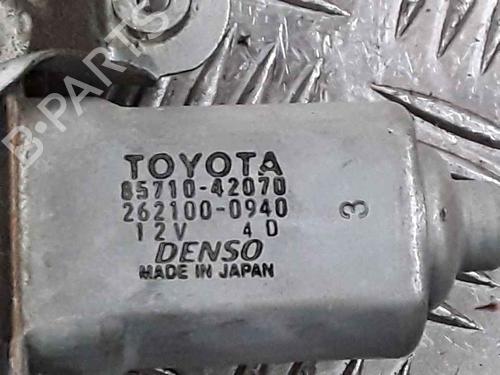 B-PARTS
TOYOTA
85710-42070
262100-0940
12V 4D
DENSO
MADE IN JAPAN
3